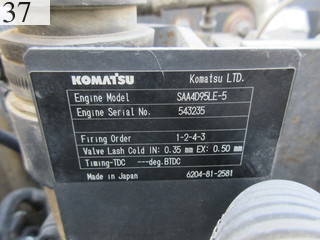 37
KOMATSU Komatsu LTD.
Engine Model SAA4D95LE-5
Engine Serial No. 543235
Firing Order 1-2-4-3
Valve Lash Cold IN: 0.35 mm EX: 0.50 mm
Timing-TDC ---deg.BTDC
Made in Japan 6204-81-2581